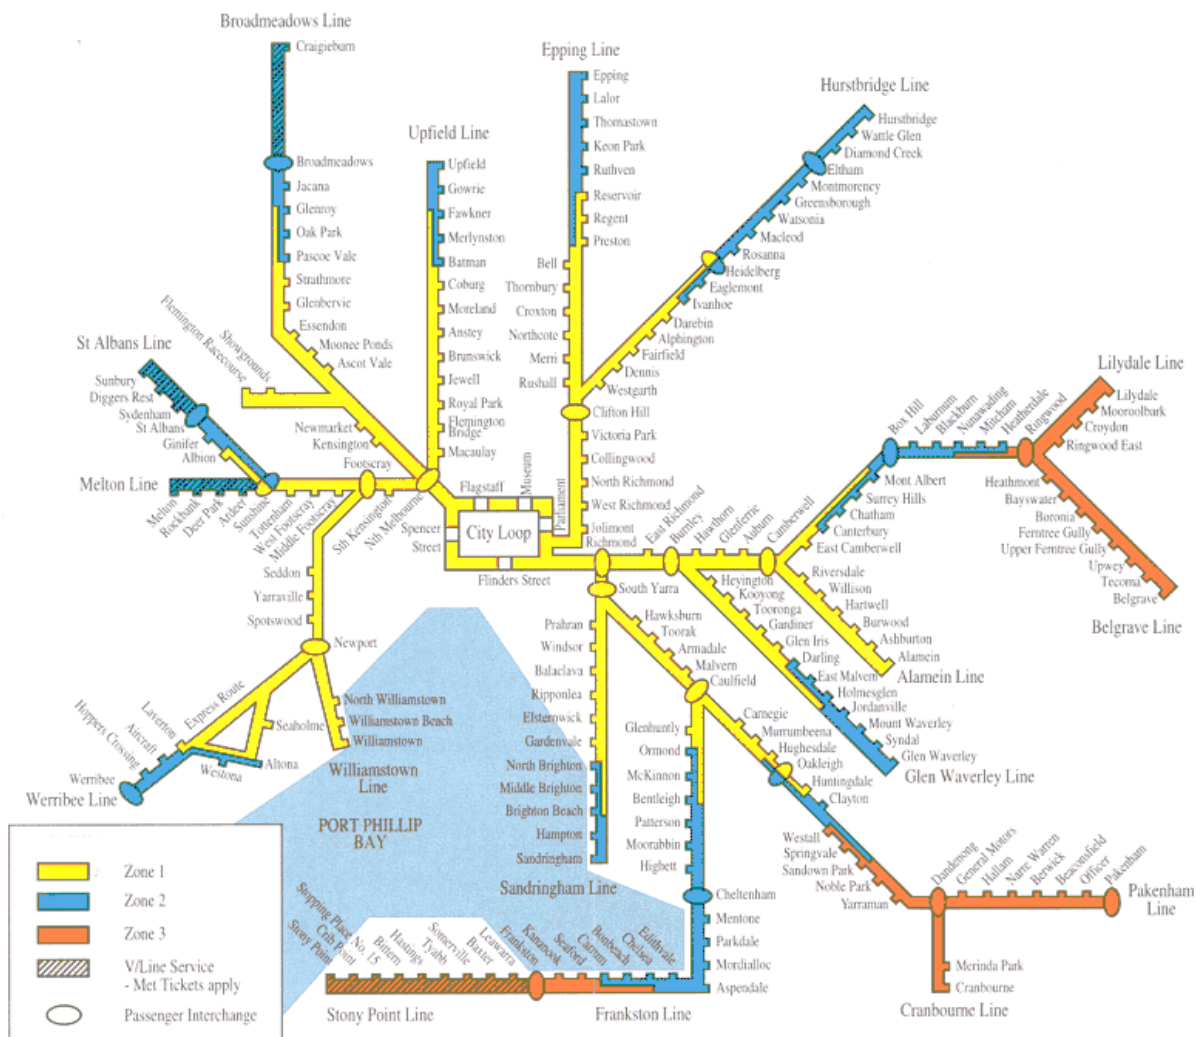 Broadmeadows Line
Craigieburn
Broadmeadows
Jacana
Glenroy
Oak Park
Pascoe Vale
Strathmore
Glenbervie
Essendon
Moonee Ponds
Ascot Vale
Showgrounds
Flemington Racecourse
Newmarket
Kensington
Upfield Line
Upfield
Gowrie
Fawkner
Merlynston
Batman
Coburg
Moreland
Anstey
Brunswick
Jewell
Royal Park
Flemington
Bridge
Macaulay
Epping Line
Epping
Lalor
Thomastown
Keon Park
Ruthven
Reservoir
Regent
Preston
Bell
Thornbury
Croxton
Northcote
Merri
Rushall
Clifton Hill
Victoria Park
Collingwood
North Richmond
West Richmond
Jolimont
Richmond
Hurstbridge Line
Hurstbridge
Wattle Glen
Diamond Creek
Eltham
Montmorency
Greensborough
Watsonia
Macleod
Rosanna
Heidelberg
Eaglemont
Ivanhoe
Darebin
Alphington
Fairfield
Dennis
Westgarth
St Albans Line
Sunbury
Diggers Rest
Sydenham
St Albans
Ginifer
Albion
Melton Line
Melton
Rockbank
Deer Park
Ardeer
Sunshine
Tottenham
West Footscray
Middle Footscray
Footscray
Sth Kensington
Nth Melbourne
Flagstaff
Museum
Parliament
Spencer
Street
City Loop
Flinders Street
East Richmond
Burnley
Hawthorn
Glenferrie
Auburn
Camberwell
Lilydale Line
Lilydale
Mooroolbark
Croydon
Ringwood East
Ringwood
Heatherdale
Mitcham
Nunawading
Blackburn
Laburnum
Box Hill
Mont Albert
Surrey Hills
Chatham
Canterbury
East Camberwell
Heathmont
Bayswater
Boronia
Ferntree Gully
Upper Ferntree Gully
Upwey
Tecoma
Belgrave
Belgrave Line
Riversdale
Willison
Hartwell
Burwood
Ashburton
Alamein
Alamein Line
Heyington
Kooyong
Tooronga
Gardiner
Glen Iris
Darling
East Malvern
Holmesglen
Jordanville
Mount Waverley
Syndal
Glen Waverley
Glen Waverley Line
Seddon
Yarraville
Spotswood
Newport
Express Route
Laverton
Aircraft
Hoppers Crossing
Werribee
Werribee Line
Westona
Altona
Seaholme
North Williamstown
Williamstown Beach
Williamstown
Williamstown
Line
PORT PHILLIP
BAY
South Yarra
Prahran
Windsor
Balaclava
Ripponlea
Elsternwick
Gardenvale
North Brighton
Middle Brighton
Brighton Beach
Hampton
Sandringham
Sandringham Line
Hawksburn
Toorak
Armadale
Malvern
Caulfield
Glenhuntly
Ormond
McKinnon
Bentleigh
Patterson
Moorabbin
Highett
Cheltenham
Mentone
Parkdale
Mordialloc
Aspendale
Edithvale
Chelsea
Bonbeach
Carrum
Seaford
Kananook
Frankston
Frankston Line
Leawarra
Baxter
Somerville
Tyabb
Hastings
Bittern
Stopping Place
No. 15
Crib Point
Stony Point
Stony Point Line
Carnegie
Murrumbeena
Hughesdale
Oakleigh
Huntingdale
Clayton
Westall
Springvale
Sandown Park
Noble Park
Yarraman
Dandenong
General Motors
Hallam
Narre Warren
Berwick
Beaconsfield
Officer
Pakenham
Pakenham
Line
Merinda Park
Cranbourne
Cranbourne Line
Zone 1
Zone 2
Zone 3
V/Line Service
- Met Tickets apply
Passenger Interchange